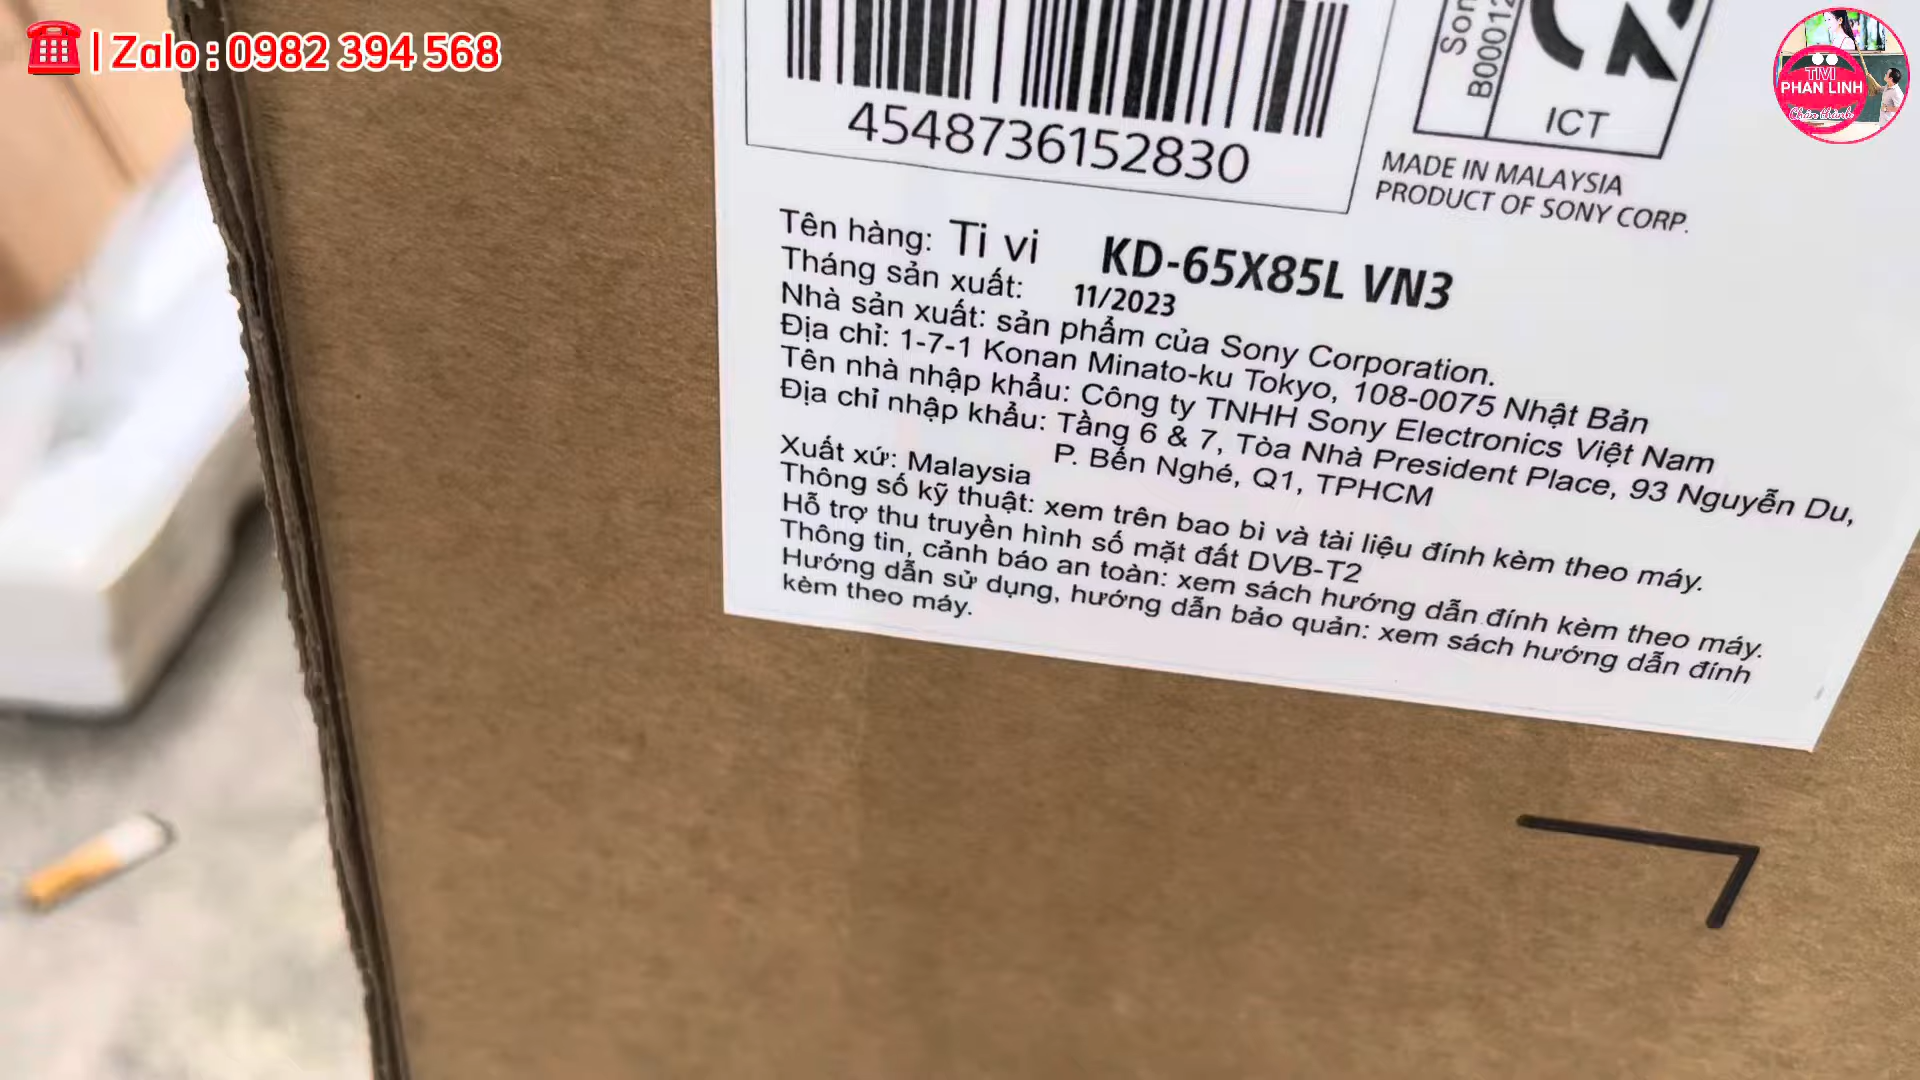 | Zalo : 0982 394 568
TIVI
PHAN LINH
Chân thành
Son
B00012
ICT
4548736152830
MADE IN MALAYSIA
PRODUCT OF SONY CORP.
Tên hàng: Ti vi KD-65X85L VN3
Tháng sản xuất: 11/2023
Nhà sản xuất: sản phẩm của Sony Corporation.
Địa chỉ: 1-7-1 Konan Minato-ku Tokyo, 108-0075 Nhật Bản
Tên nhà nhập khẩu: Công ty TNHH Sony Electronics Việt Nam
Địa chỉ nhập khẩu: Tầng 6 & 7, Tòa Nhà President Place, 93 Nguyễn Du,
P. Bến Nghé, Q1, TPHCM
Xuất xứ: Malaysia
Thông số kỹ thuật: xem trên bao bì và tài liệu đính kèm theo máy.
Hỗ trợ thu truyền hình số mặt đất DVB-T2
Thông tin, cảnh báo an toàn: xem sách hướng dẫn đính kèm theo máy.
Hướng dẫn sử dụng, hướng dẫn bảo quản: xem sách hướng dẫn đính
kèm theo máy.